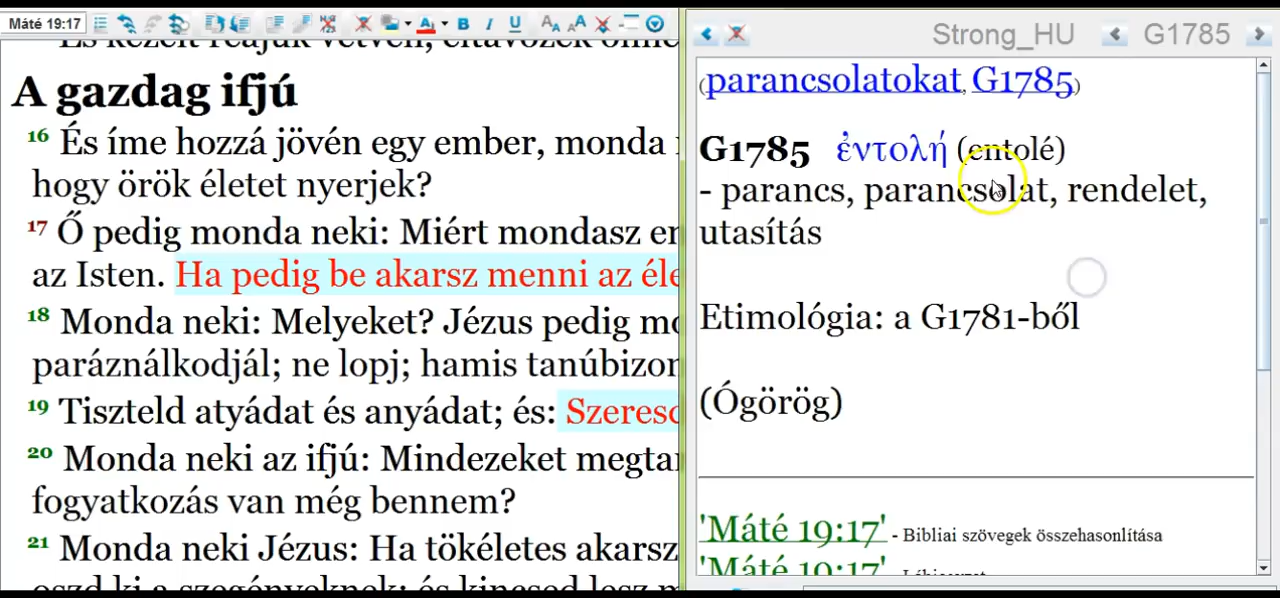 Máté 19:17
A gazdag ifjú
16 És íme hozzá jövén egy ember, monda
hogy örök életet nyerjek?
17 Ő pedig monda neki: Miért mondasz
az Isten. Ha pedig be akarsz menni az
18 Monda neki: Melyeket? Jézus pedig
paráználkodjál; ne lopj; hamis
19 Tiszteld atyádat és anyádat; és:
20 Monda neki az ifjú: Mindezeket
fogyatkozás van még bennem?
21 Monda neki Jézus: Ha tökéletes akarsz
Strong_HU G1785
(parancsolatokat, G1785)
G1785 ἐντολή (entolé)
- parancs, parancsolat, rendelet,
utasítás
Etimológia: a G1781-ből
(Ógörög)
'Máté 19:17' - Bibliai szövegek összehasonlítása
'Máté 19:17' -